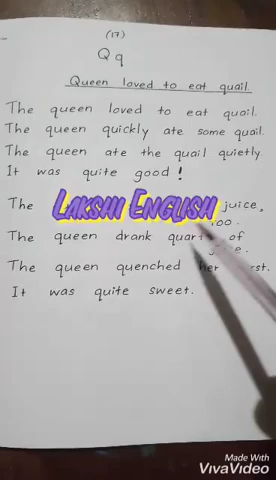 (17)
Q q
Queen loved to eat quail
The queen loved to eat quail.
The queen quickly ate some quail.
The queen ate the quail quietly.
It was quite good!
The juice,
too.
LAKSHI ENGLISH
The queen drank quarts of
The queen quenched her
It was quite sweet.
Made With
VivaVideo